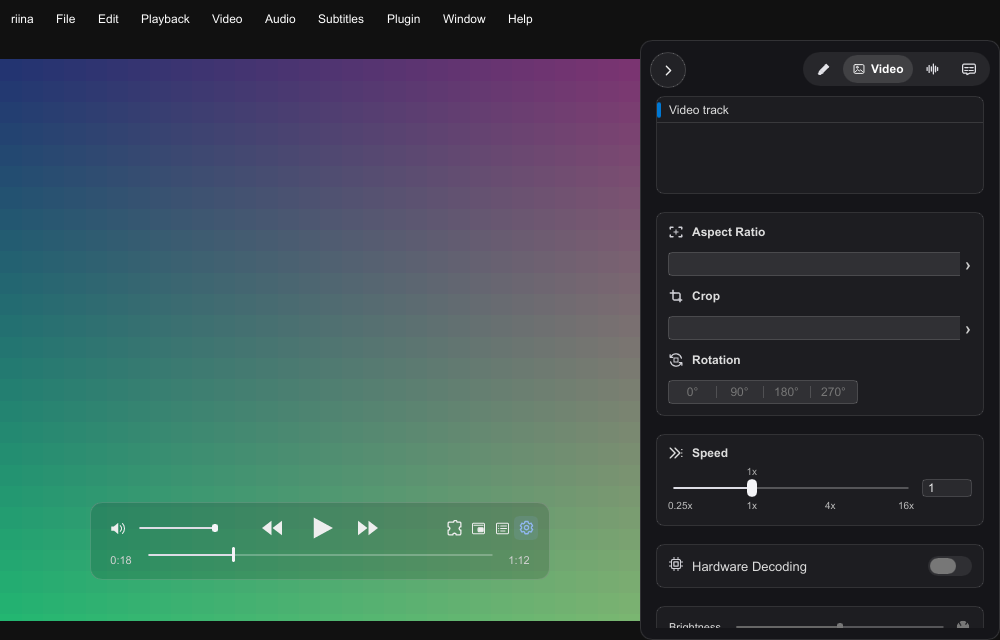 riina File Edit Playback Video Audio Subtitles Plugin Window Help
Video
Video track
Aspect Ratio
Crop
Rotation
0° 90° 180° 270°
Speed
1x
1
0.25x 1x 4x 16x
Hardware Decoding
Brightness
0:18 1:12